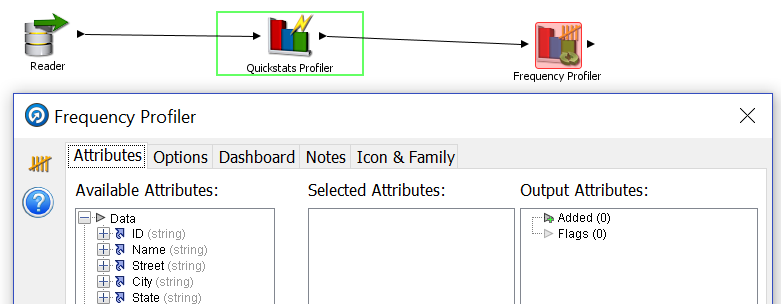 Reader
Quickstats Profiler
Frequency Profiler
Frequency Profiler
Attributes Options Dashboard Notes Icon & Family
Available Attributes: Selected Attributes: Output Attributes:
Data
ID (string)
Name (string)
Street (string)
City (string)
State (string)
Added (0)
Flags (0)